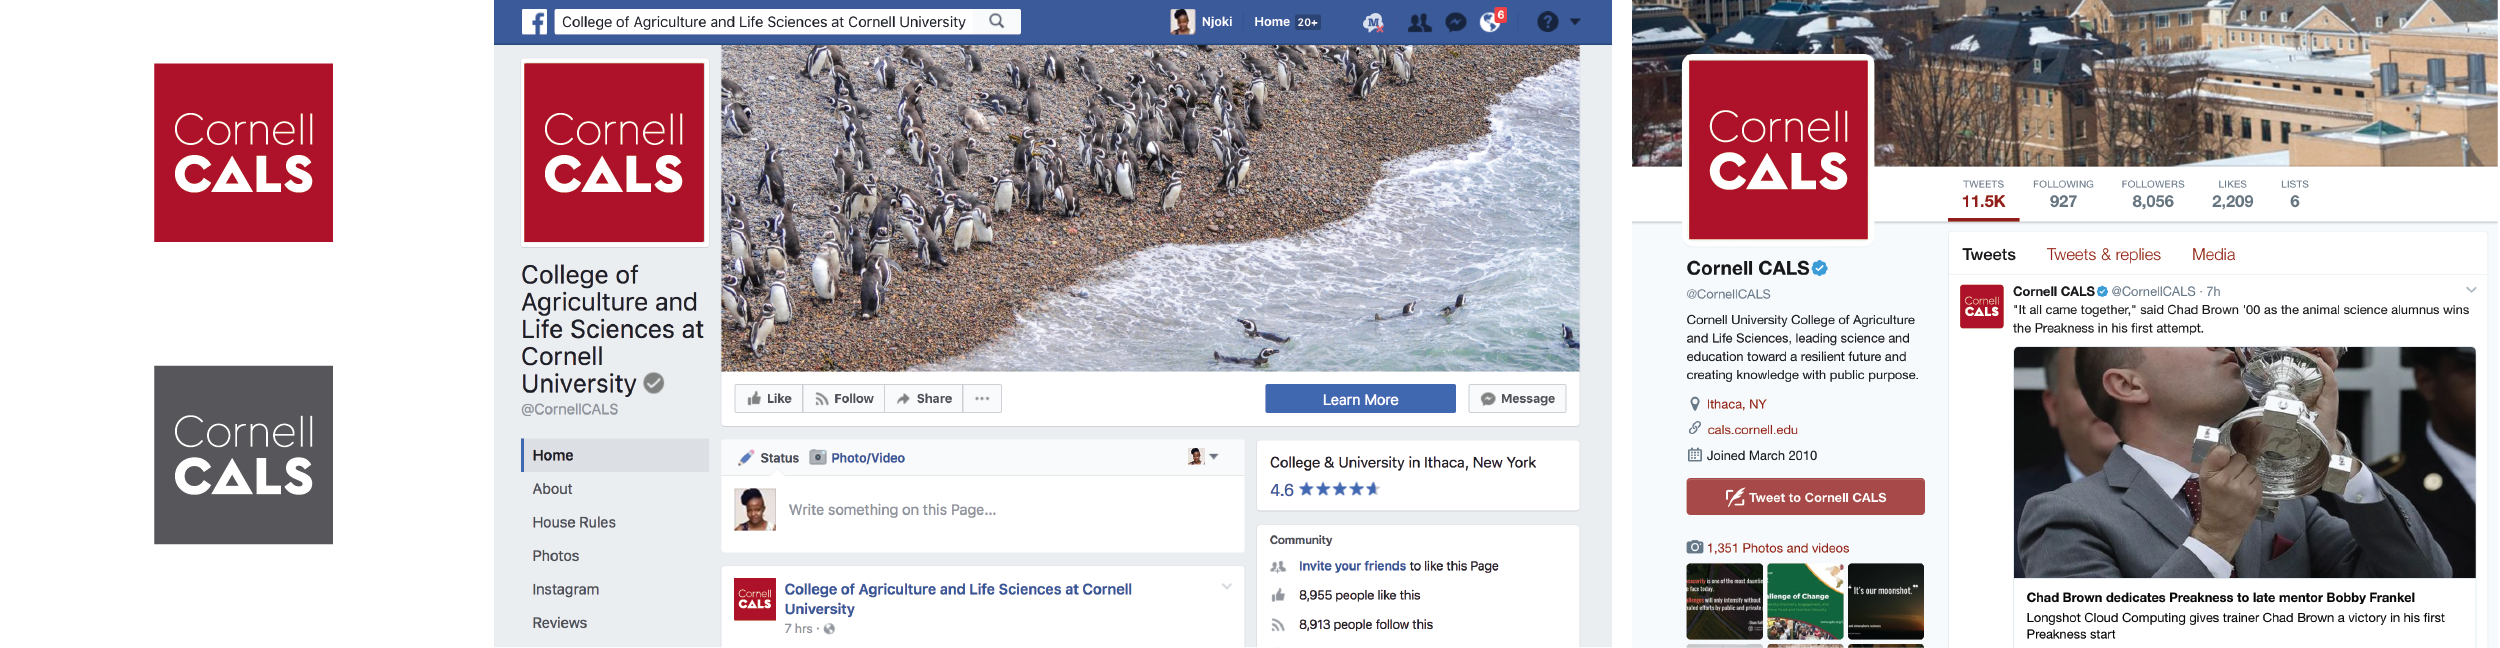 Cornell
CALS
Cornell
CALS
College of Agriculture and Life Sciences at Cornell University
Njoki
Home 20+
6
?
Cornell
CALS
College of
Agriculture and
Life Sciences at
Cornell
University
@CornellCALS
Home
About
House Rules
Photos
Instagram
Reviews
Like
Follow
Share
...
Learn More
Message
Status
Photo/Video
Write something on this Page...
Cornell
CALS
College of Agriculture and Life Sciences at Cornell
University
7 hrs ·
College & University in Ithaca, New York
4.6
Community
Invite your friends to like this Page
8,955 people like this
8,913 people follow this
Cornell
CALS
TWEETS FOLLOWING FOLLOWERS LIKES LISTS
11.5K 927 8,056 2,209 6
Cornell CALS
@CornellCALS
Cornell University College of Agriculture
and Life Sciences, leading science and
education toward a resilient future and
creating knowledge with public purpose.
Ithaca, NY
cals.cornell.edu
Joined March 2010
Tweet to Cornell CALS
1,351 Photos and videos
llenge of Change
"It's our moonshot."
Tweets Tweets & replies Media
Cornell
CALS
Cornell CALS @CornellCALS · 7h
"It all came together," said Chad Brown '00 as the animal science alumnus wins
the Preakness in his first attempt.
Chad Brown dedicates Preakness to late mentor Bobby Frankel
Longshot Cloud Computing gives trainer Chad Brown a victory in his first
Preakness start